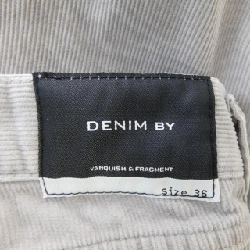 DENIM BY
VANQUISH & FRAGMENT
Size 36